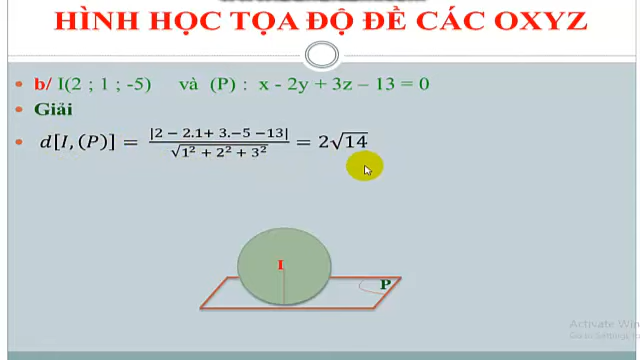 HÌNH HỌC TỌA ĐỘ ĐỀ CÁC OXYZ
• b/ I(2 ; 1 ; -5) và (P) : x - 2y + 3z – 13 = 0
• Giải
• d[I, (P)] = |2 − 2.1+ 3.−5 −13| / √1² + 2² + 3² = 2√14
I
P
Activate Win